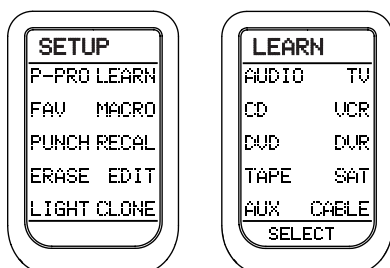 SETUP
P-PRO LEARN
FAV MACRO
PUNCH RECAL
ERASE EDIT
LIGHT CLONE
LEARN
AUDIO TV
CD VCR
DVD DVR
TAPE SAT
AUX CABLE
SELECT